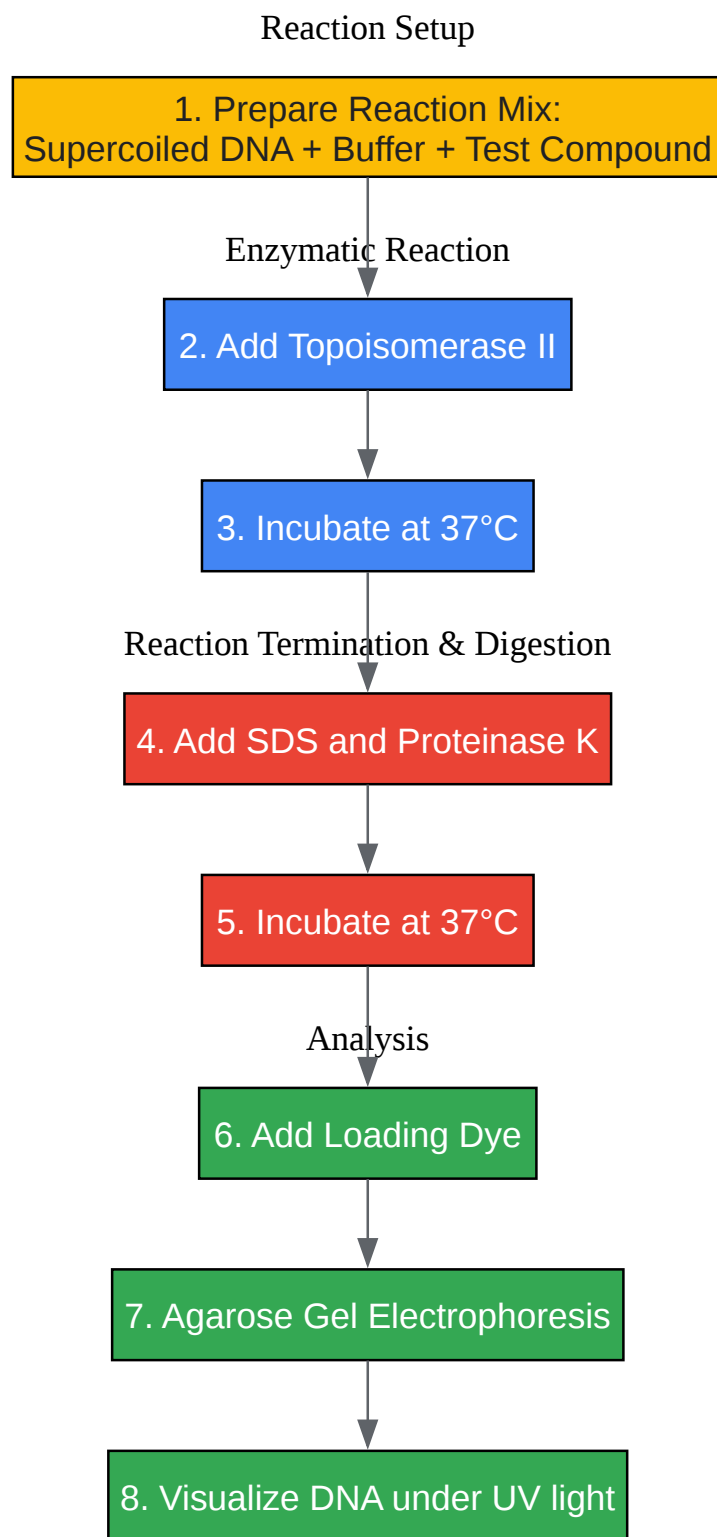 Reaction Setup
1. Prepare Reaction Mix:
Supercoiled DNA + Buffer + Test Compound
Enzymatic Reaction
2. Add Topoisomerase II
3. Incubate at 37°C
Reaction Termination & Digestion
4. Add SDS and Proteinase K
5. Incubate at 37°C
Analysis
6. Add Loading Dye
7. Agarose Gel Electrophoresis
8. Visualize DNA under UV light